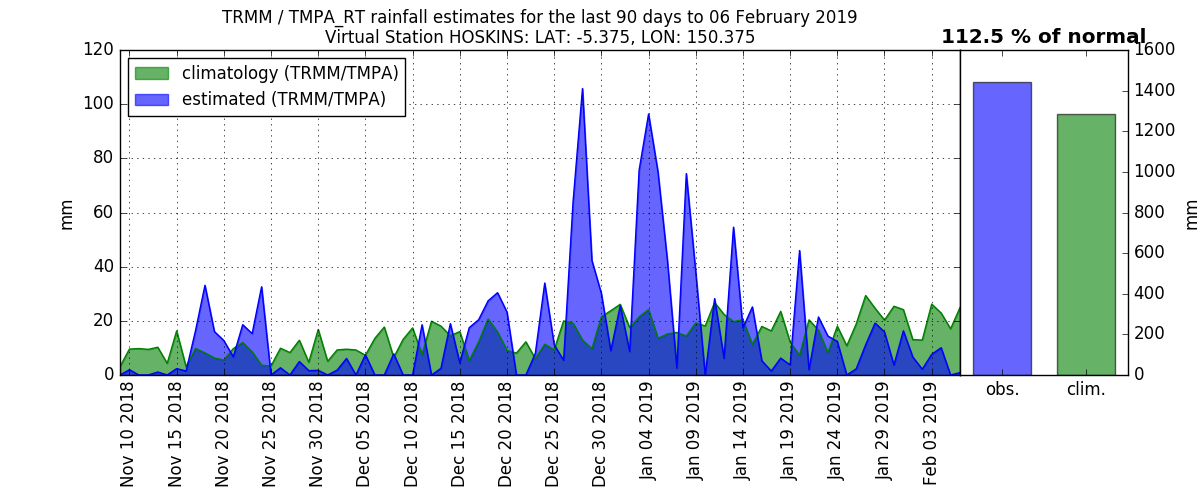 TRMM / TMPA_RT rainfall estimates for the last 90 days to 06 February 2019
Virtual Station HOSKINS: LAT: -5.375, LON: 150.375
112.5 % of normal
climatology (TRMM/TMPA)
estimated (TRMM/TMPA)
120
100
80
60
40
20
0
mm
Nov 10 2018
Nov 15 2018
Nov 20 2018
Nov 25 2018
Nov 30 2018
Dec 05 2018
Dec 10 2018
Dec 15 2018
Dec 20 2018
Dec 25 2018
Dec 30 2018
Jan 04 2019
Jan 09 2019
Jan 14 2019
Jan 19 2019
Jan 24 2019
Jan 29 2019
Feb 03 2019
obs.
clim.
1600
1400
1200
1000
800
600
400
200
0
mm